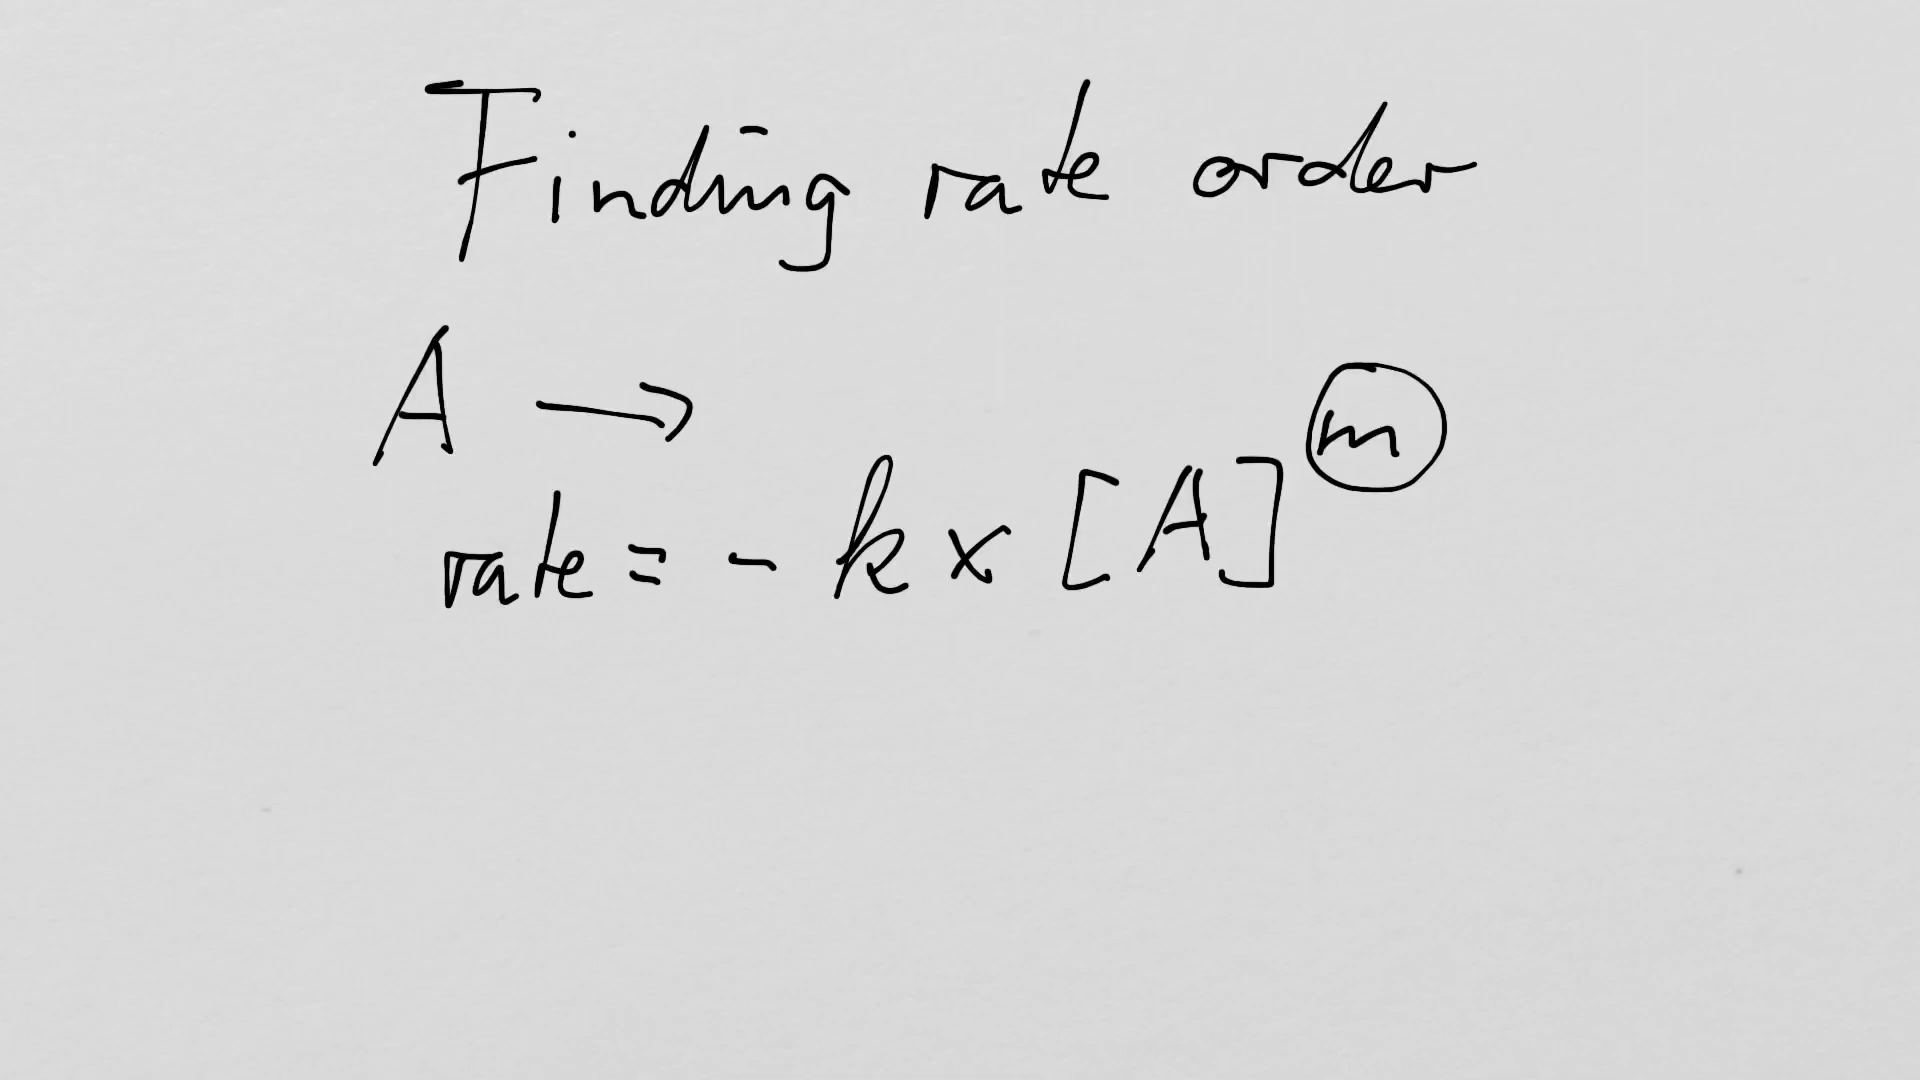 Finding rate order
A →
rate = - k x [A]^m